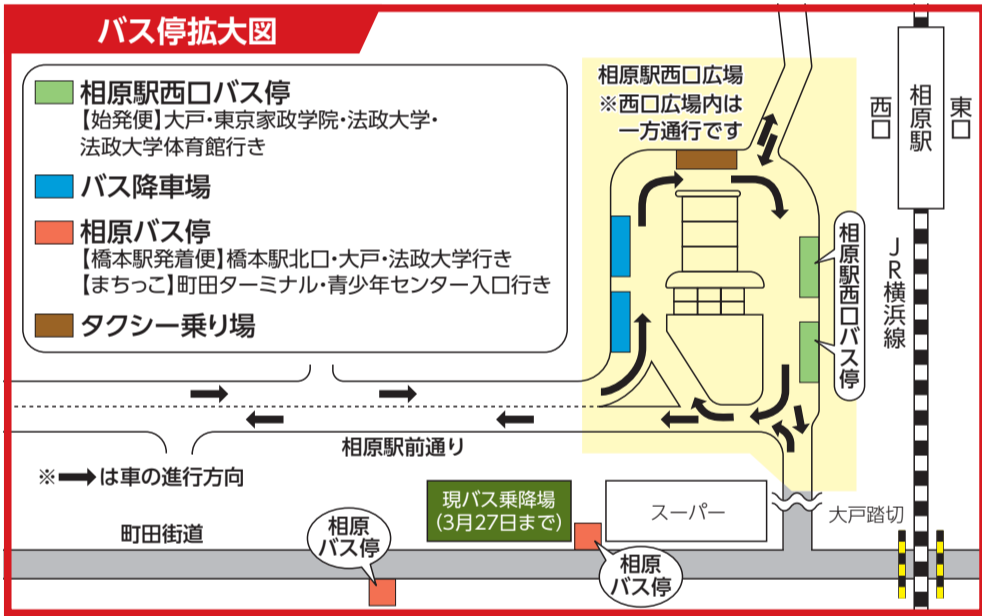 バス停拡大図
相原駅西口バス停
【始発便】大戸・東京家政学院・法政大学・
法政大学体育館行き
バス降車場
相原バス停
【橋本駅発着便】橋本駅北口・大戸・法政大学行き
【まちっこ】町田ターミナル・青少年センター入口行き
タクシー乗り場
相原駅西口広場
※西口広場内は
一方通行です
西口
相原駅
東口
相原駅西口バス停
JR横浜線
相原駅前通り
※➡は車の進行方向
町田街道
相原
バス停
現バス乗降場
(3月27日まで)
スーパー
大戸踏切
相原
バス停